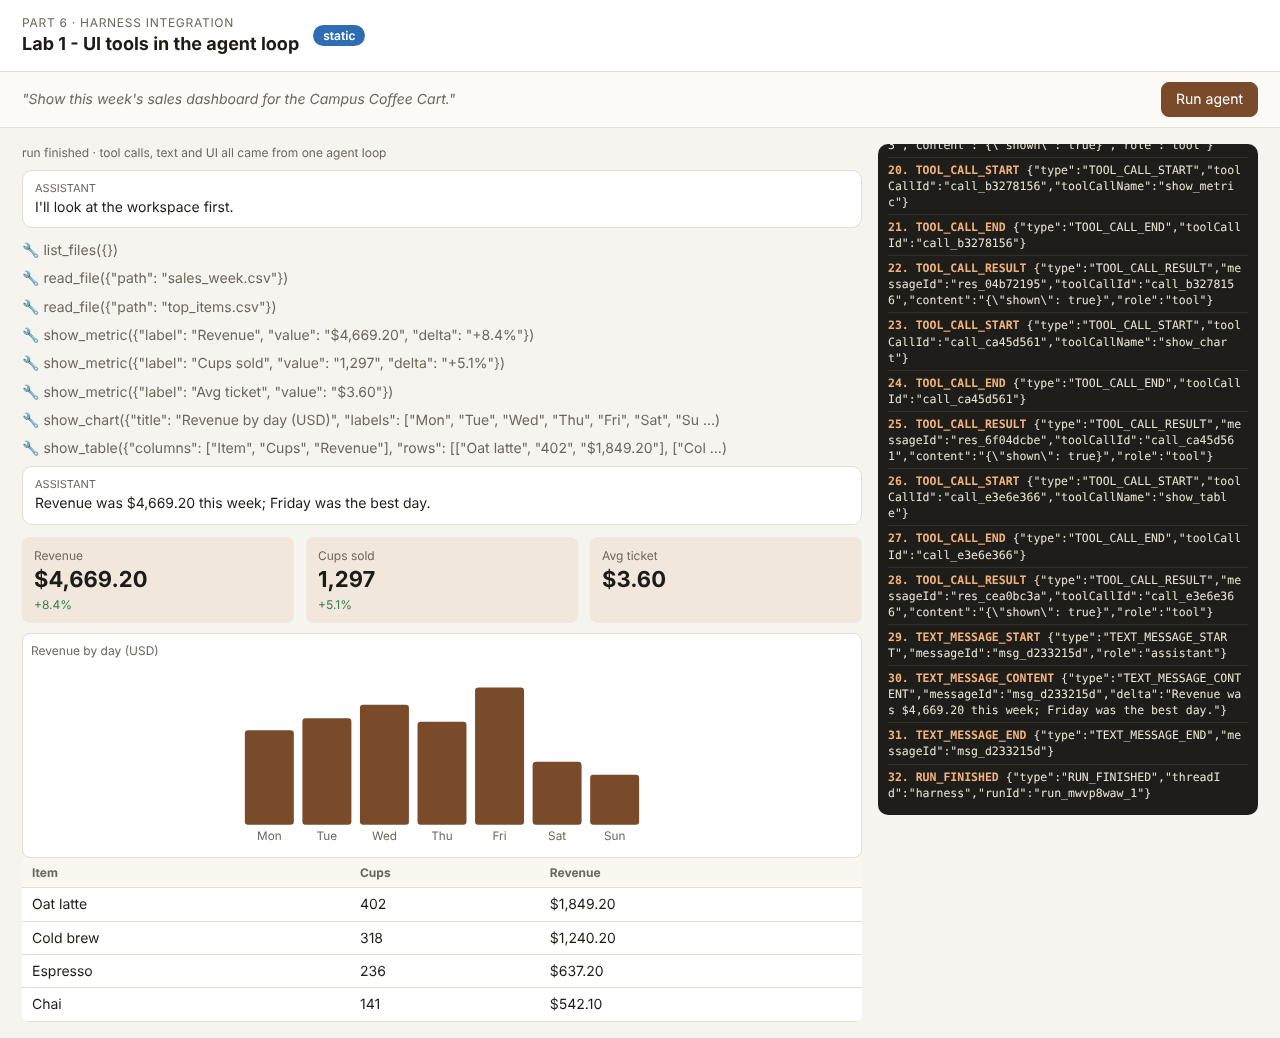 PART 6 · HARNESS INTEGRATION
Lab 1 - UI tools in the agent loop
static
"Show this week's sales dashboard for the Campus Coffee Cart."
Run agent
run finished · tool calls, text and UI all came from one agent loop
ASSISTANT
I'll look at the workspace first.
🔧 list_files({})
🔧 read_file({"path": "sales_week.csv"})
🔧 read_file({"path": "top_items.csv"})
🔧 show_metric({"label": "Revenue", "value": "$4,669.20", "delta": "+8.4%"})
🔧 show_metric({"label": "Cups sold", "value": "1,297", "delta": "+5.1%"})
🔧 show_metric({"label": "Avg ticket", "value": "$3.60"})
🔧 show_chart({"title": "Revenue by day (USD)", "labels": ["Mon", "Tue", "Wed", "Thu", "Fri", "Sat", "Su ...)
🔧 show_table({"columns": ["Item", "Cups", "Revenue"], "rows": [["Oat latte", "402", "$1,849.20"], ["Col ...)
ASSISTANT
Revenue was $4,669.20 this week; Friday was the best day.
Revenue
$4,669.20
+8.4%
Cups sold
1,297
+5.1%
Avg ticket
$3.60
Revenue by day (USD)
Mon Tue Wed Thu Fri Sat Sun
Item Cups Revenue
Oat latte 402 $1,849.20
Cold brew 318 $1,240.20
Espresso 236 $637.20
Chai 141 $542.10
3","content":"{\"shown\": true}","role":"tool"}
20. TOOL_CALL_START {"type":"TOOL_CALL_START","tool
CallId":"call_b3278156","toolCallName":"show_metri
c"}
21. TOOL_CALL_END {"type":"TOOL_CALL_END","toolCall
Id":"call_b3278156"}
22. TOOL_CALL_RESULT {"type":"TOOL_CALL_RESULT","me
ssageId":"res_04b72195","toolCallId":"call_b327815
6","content":"{\"shown\": true}","role":"tool"}
23. TOOL_CALL_START {"type":"TOOL_CALL_START","tool
CallId":"call_ca45d561","toolCallName":"show_char
t"}
24. TOOL_CALL_END {"type":"TOOL_CALL_END","toolCall
Id":"call_ca45d561"}
25. TOOL_CALL_RESULT {"type":"TOOL_CALL_RESULT","me
ssageId":"res_6f04dcbe","toolCallId":"call_ca45d56
1","content":"{\"shown\": true}","role":"tool"}
26. TOOL_CALL_START {"type":"TOOL_CALL_START","tool
CallId":"call_e3e6e366","toolCallName":"show_tabl
e"}
27. TOOL_CALL_END {"type":"TOOL_CALL_END","toolCall
Id":"call_e3e6e366"}
28. TOOL_CALL_RESULT {"type":"TOOL_CALL_RESULT","me
ssageId":"res_cea0bc3a","toolCallId":"call_e3e6e36
6","content":"{\"shown\": true}","role":"tool"}
29. TEXT_MESSAGE_START {"type":"TEXT_MESSAGE_STAR
T","messageId":"msg_d233215d","role":"assistant"}
30. TEXT_MESSAGE_CONTENT {"type":"TEXT_MESSAGE_CONT
ENT","messageId":"msg_d233215d","delta":"Revenue wa
s $4,669.20 this week; Friday was the best day."}
31. TEXT_MESSAGE_END {"type":"TEXT_MESSAGE_END","me
ssageId":"msg_d233215d"}
32. RUN_FINISHED {"type":"RUN_FINISHED","threadI
d":"harness","runId":"run_mwvp8waw_1"}